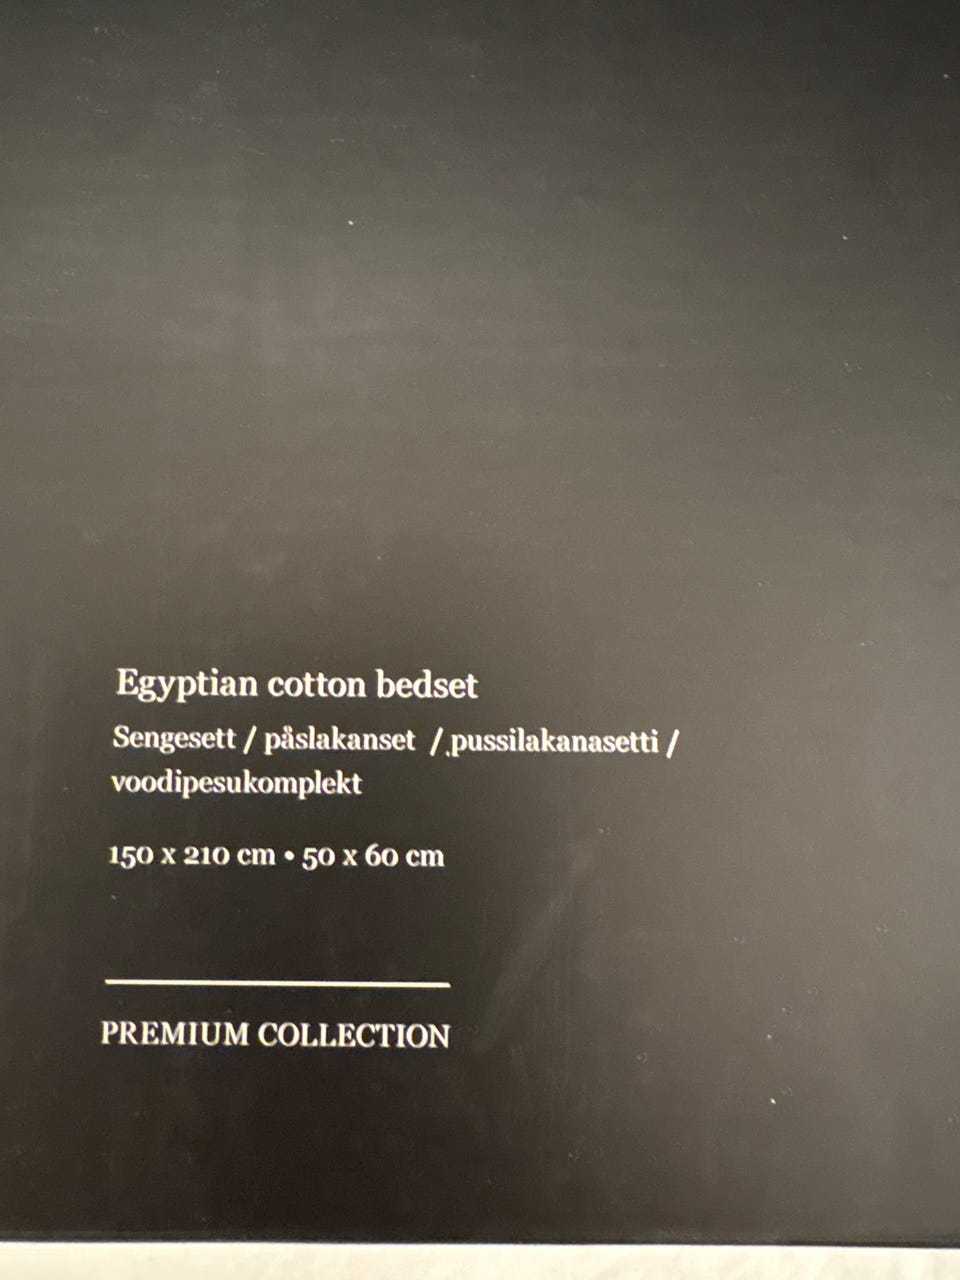 Egyptian cotton bedset
Sengesett / påslakanset / pussilakanasetti /
voodipesukomplekt
150 x 210 cm • 50 x 60 cm
PREMIUM COLLECTION